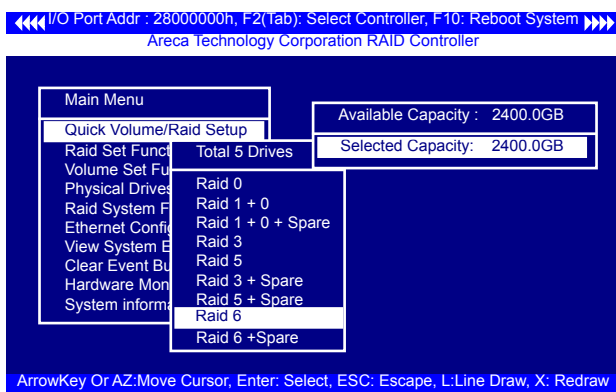 I/O Port Addr : 28000000h, F2(Tab): Select Controller, F10: Reboot System
Areca Technology Corporation RAID Controller
Main Menu
Quick Volume/Raid Setup
Raid Set Funct
Volume Set Fu
Physical Drives
Raid System F
Ethernet Config
View System E
Clear Event Bu
Hardware Mon
System informa
Total 5 Drives
Raid 0
Raid 1 + 0
Raid 1 + 0 + Spare
Raid 3
Raid 5
Raid 3 + Spare
Raid 5 + Spare
Raid 6
Raid 6 +Spare
Available Capacity : 2400.0GB
Selected Capacity: 2400.0GB
ArrowKey Or AZ:Move Cursor, Enter: Select, ESC: Escape, L:Line Draw, X: Redraw